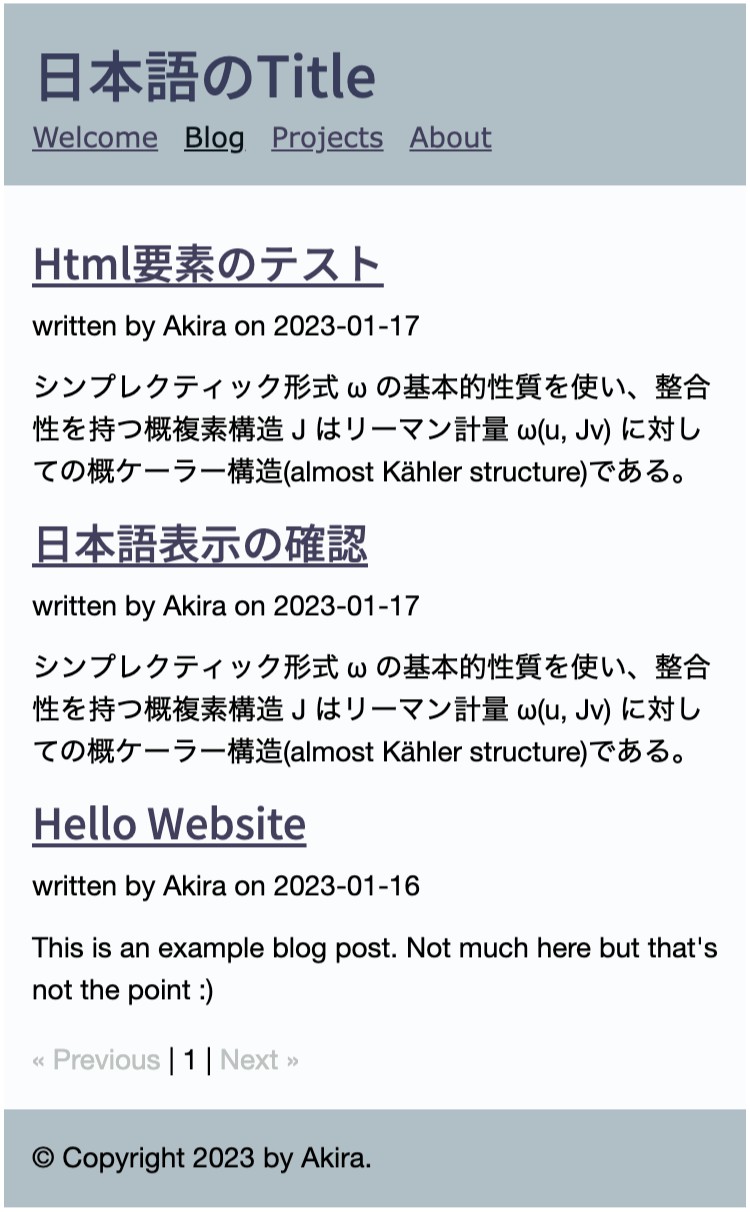 日本語のTitle
Welcome Blog Projects About
Html要素のテスト
written by Akira on 2023-01-17
シンプレクティック形式 ω の基本的性質を使い、整合
性を持つ概複素構造 J はリーマン計量 ω(u, Jv) に対し
ての概ケーラー構造(almost Kähler structure)である。
日本語表示の確認
written by Akira on 2023-01-17
シンプレクティック形式 ω の基本的性質を使い、整合
性を持つ概複素構造 J はリーマン計量 ω(u, Jv) に対し
ての概ケーラー構造(almost Kähler structure)である。
Hello Website
written by Akira on 2023-01-16
This is an example blog post. Not much here but that's
not the point :)
« Previous | 1 | Next »
© Copyright 2023 by Akira.